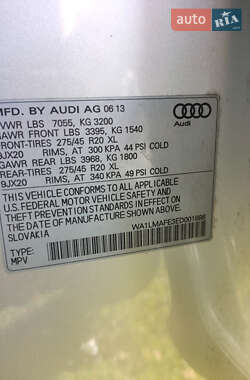 AUTO RIA
MFD. BY AUDI AG 06 13
GVWR LBS 7055, KG 3200
GAWR FRONT LBS 3395, KG 1540
FRONT-TIRES 275/45 R20 XL
9JX20 RIMS, AT 300 KPA 44 PSI COLD
GAWR REAR LBS 3968, KG 1800
REAR-TIRES 275/45 R20 XL
9JX20 RIMS, AT 340 KPA 49 PSI COLD
Audi
THIS VEHICLE CONFORMS TO ALL APPLICABLE
U.S. FEDERAL MOTOR VEHICLE SAFETY AND
THEFT PREVENTION STANDARDS IN EFFECT ON
THE DATE OF MANUFACTURE SHOWN ABOVE.
SLOVAKIA
TYPE:
MPV